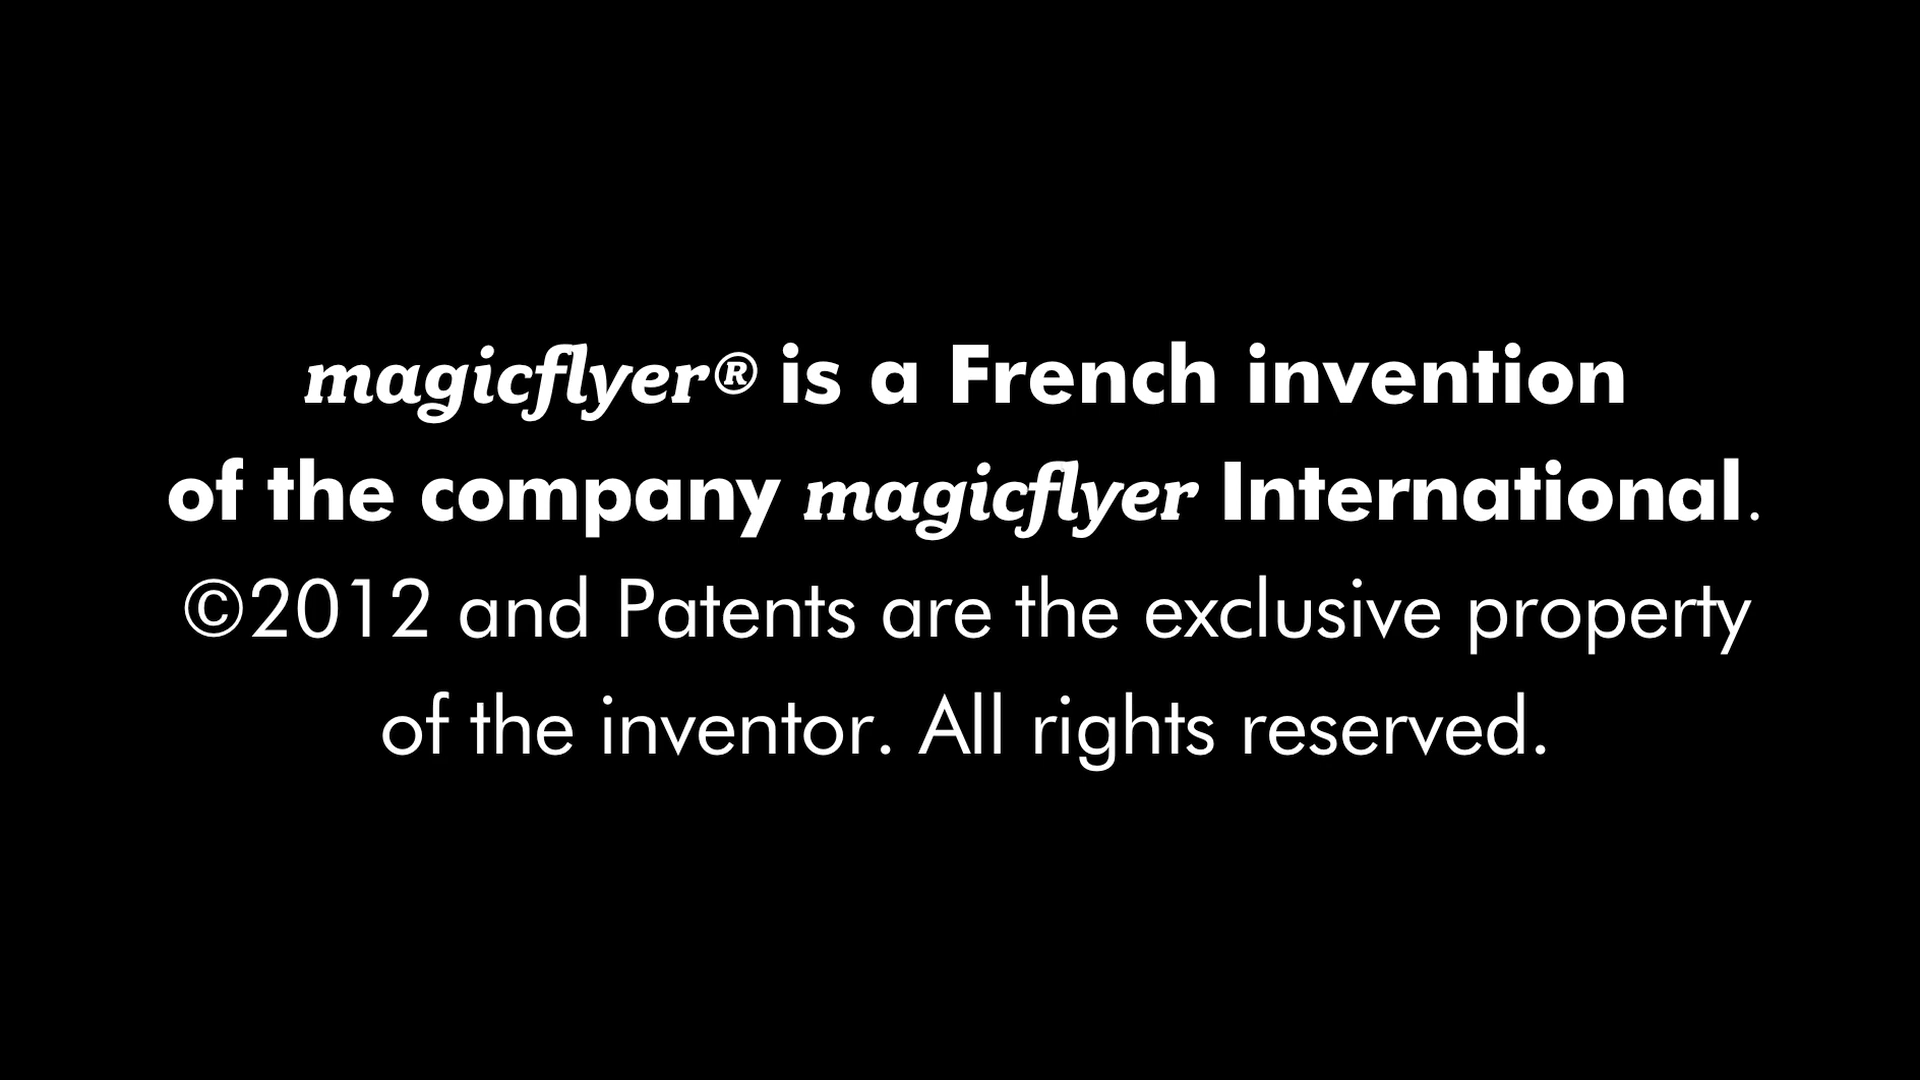 magicflyer® is a French invention
of the company magicflyer International.
©2012 and Patents are the exclusive property
of the inventor. All rights reserved.